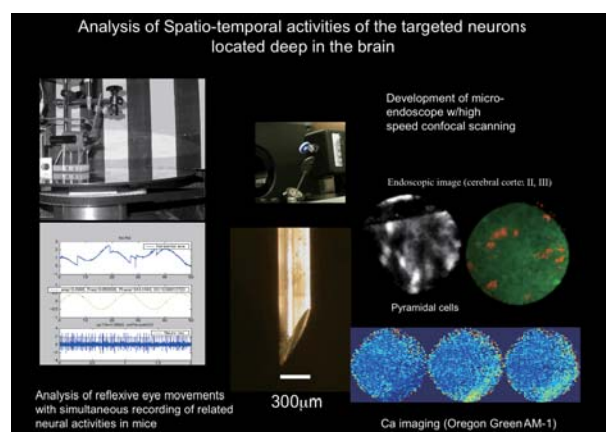 Analysis of Spatio-temporal activities of the targeted neurons
located deep in the brain
Development of micro-
endoscope w/high
speed confocal scanning
Endoscopic image (cerebral cortex II, III)
Pyramidal cells
300μm
Analysis of reflexive eye movements
with simultaneous recording of related
neural activities in mice
Ca imaging (Oregon Green AM-1)